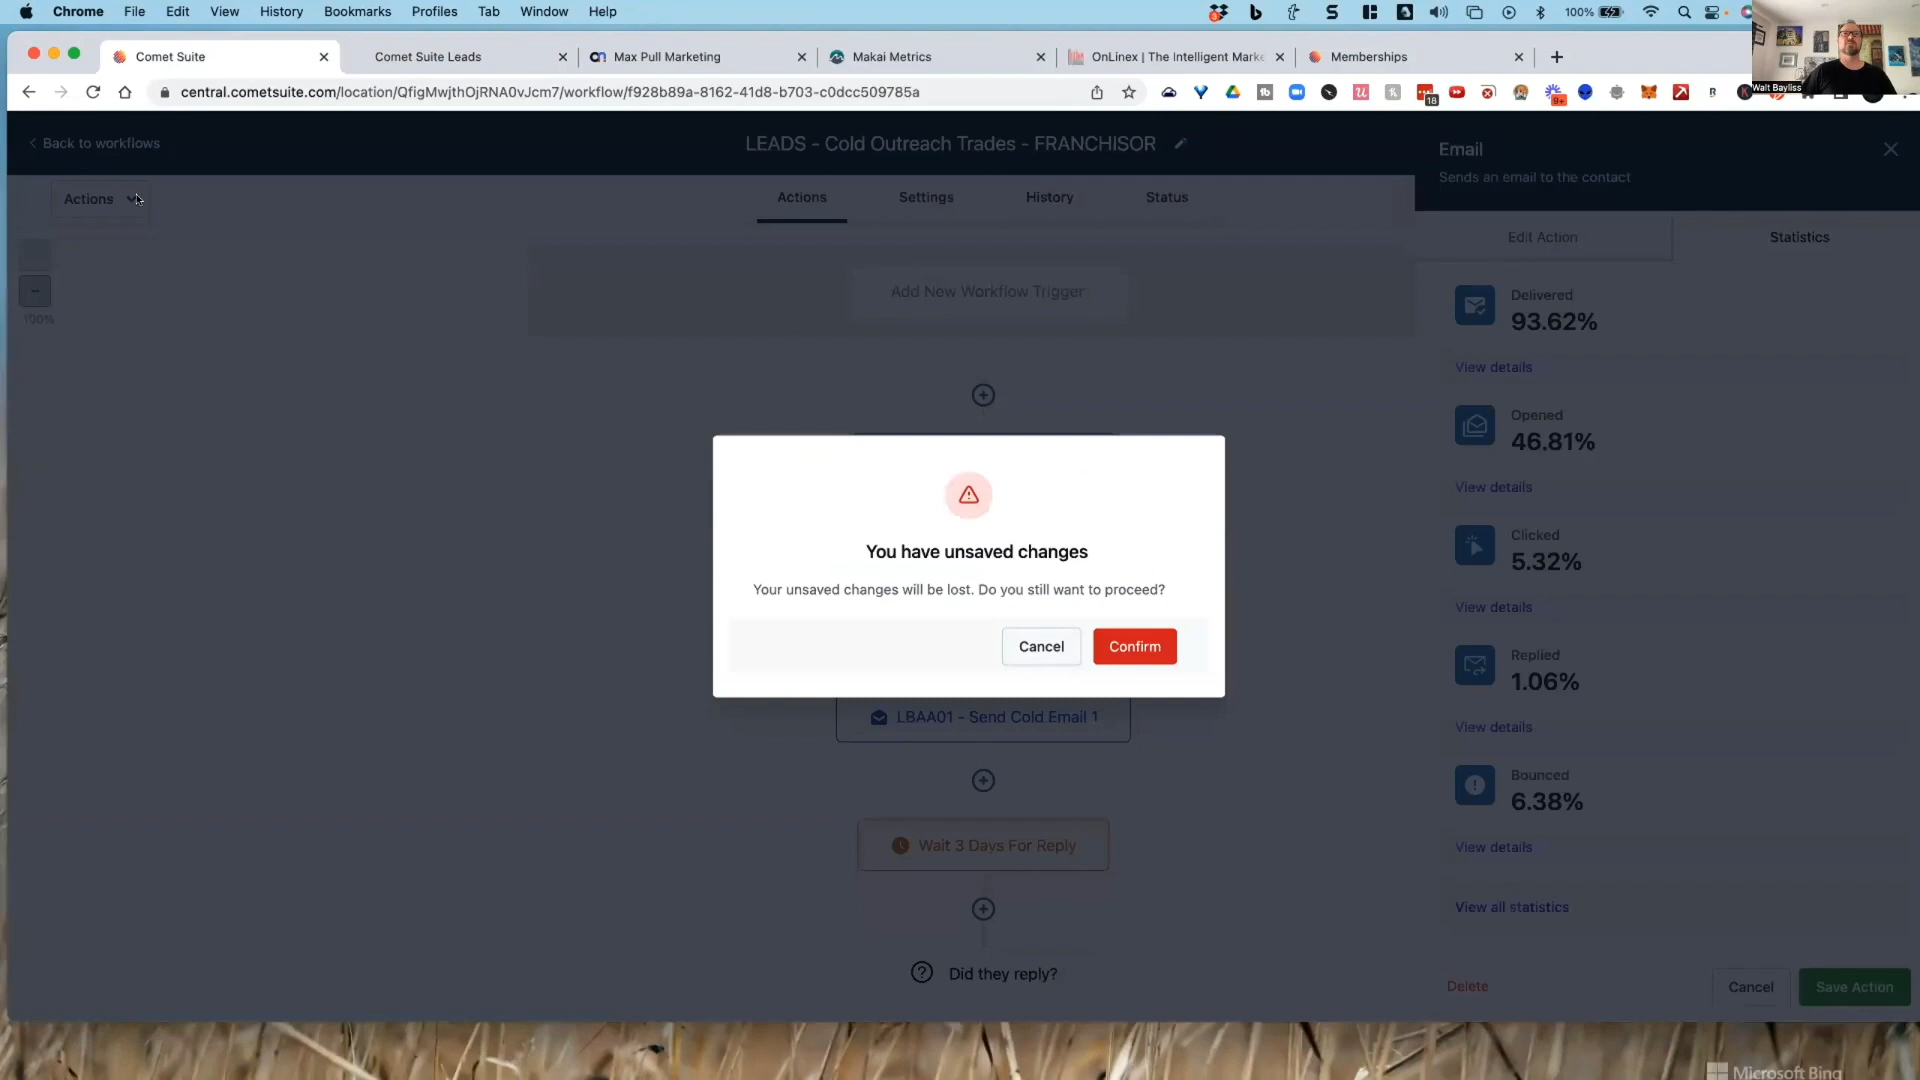 Chrome File Edit View History Bookmarks Profiles Tab Window Help
3
100%
Comet Suite
Comet Suite Leads
Max Pull Marketing
Makai Metrics
OnLinex | The Intelligent Marke
Memberships
central.cometsuite.com/location/QfigMwjthOjRNA0vJcm7/workflow/f928b89a-8162-41d8-b703-c0dcc509785a
18
9+
Walt Bayliss
Back to workflows
LEADS - Cold Outreach Trades - FRANCHISOR
Email
Sends an email to the contact
Actions
Actions
Settings
History
Status
Edit Action
Statistics
100%
Add New Workflow Trigger
Delivered
93.62%
View details
Opened
46.81%
View details
Clicked
5.32%
View details
Replied
1.06%
View details
Bounced
6.38%
View details
View all statistics
You have unsaved changes
Your unsaved changes will be lost. Do you still want to proceed?
Cancel
Confirm
LBAA01 - Send Cold Email 1
Wait 3 Days For Reply
Did they reply?
Delete
Cancel
Save Action
Microsoft Bing